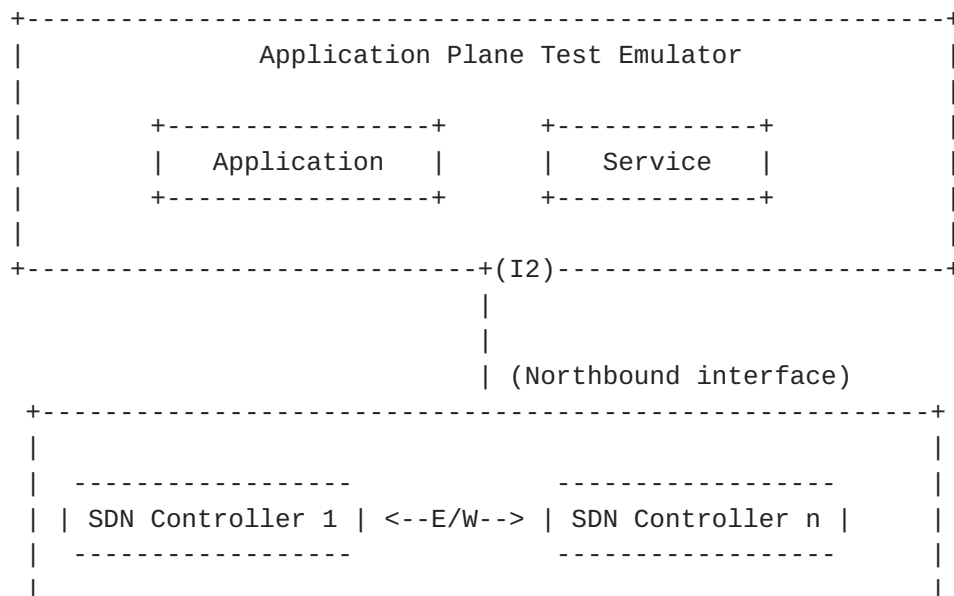 Application Plane Test Emulator
Application Service
(I2)
(Northbound interface)
SDN Controller 1 <--E/W--> SDN Controller n